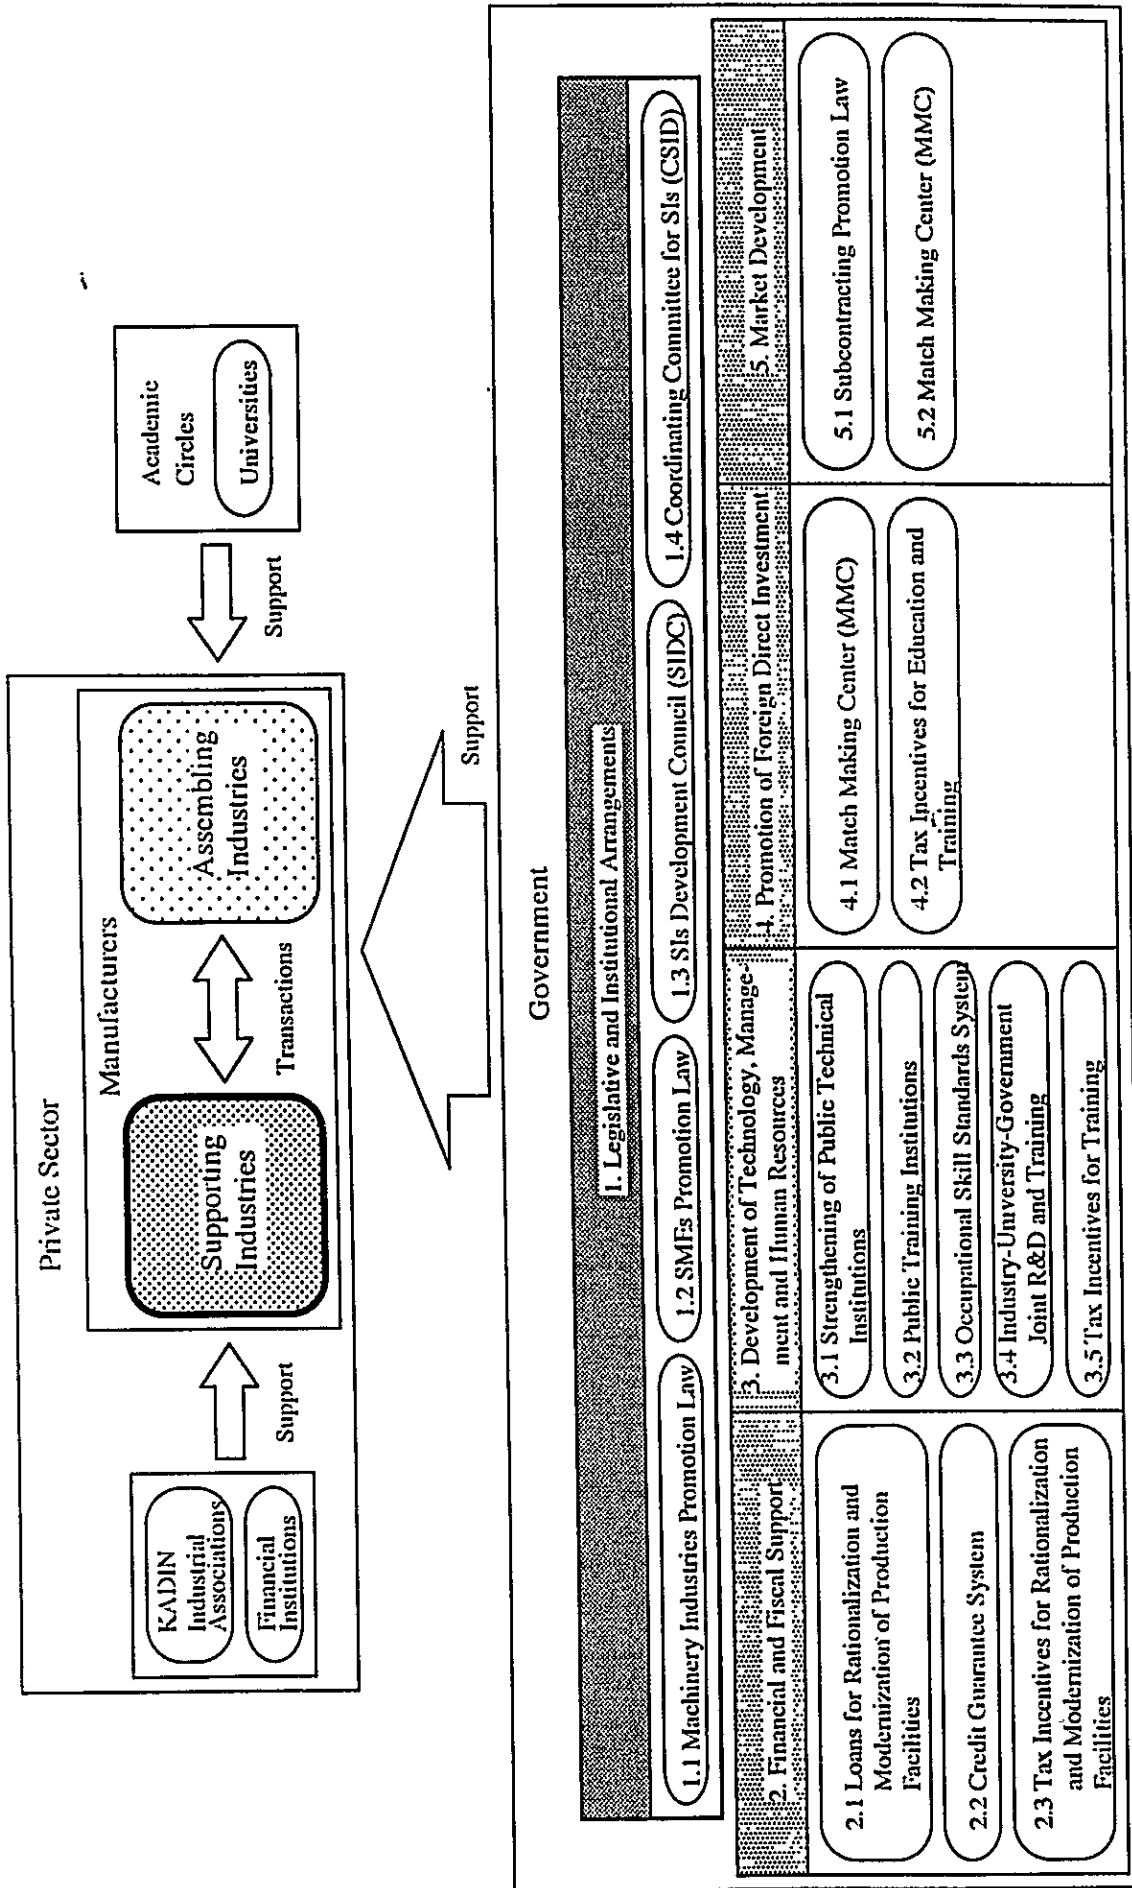 Private Sector
Manufacturers
KADIN
Industrial
Associations
Financial
Institutions
Support
Supporting
Industries
Transactions
Assembling
Industries
Support
Academic
Circles
Universities
Support
Government
1. Legislative and Institutional Arrangements
1.1 Machinery Industries Promotion Law
1.2 SMEs Promotion Law
1.3 SIs Development Council (SIDC)
1.4 Coordinating Committee for SIs (CSID)
2. Financial and Fiscal Support
2.1 Loans for Rationalization and
Modernization of Production
Facilities
2.2 Credit Guarantee System
2.3 Tax Incentives for Rationalization
and Modernization of Production
Facilities
3. Development of Technology, Manage-
ment and Human Resources
3.1 Strengthening of Public Technical
Institutions
3.2 Public Training Institutions
3.3 Occupational Skill Standards System
3.4 Industry-University-Government
Joint R&D and Training
3.5 Tax Incentives for Training
4. Promotion of Foreign Direct Investment
4.1 Match Making Center (MMC)
4.2 Tax Incentives for Education and
Training
5. Market Development
5.1 Subcontracting Promotion Law
5.2 Match Making Center (MMC)